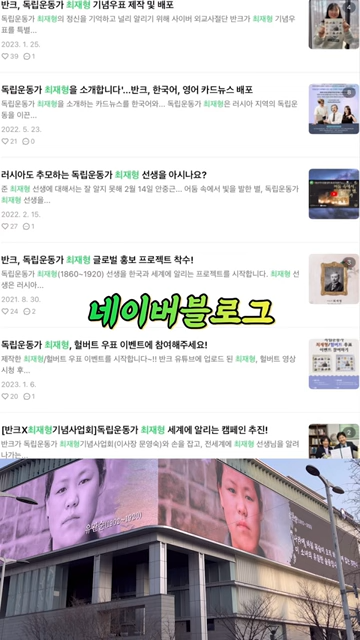 반크, 독립운동가 최재형 기념우표 제작 및 배포
독립운동가 최재형의 정신을 기억하고 널리 알리기 위해 사이버 외교사절단 반크가 최재형 기념우
표를 특별...
2023. 1. 25.
39 1
반크, 독립운동가 최재형을 소개합니다'...반크, 한국어, 영어 카드뉴스 배포
독립운동가 최재형을 소개하는 카드뉴스를 한국어와... 독립운동가 최재형은 러시아 지역의 독립운
동을 이끈...
2022. 5. 23.
21 0
러시아도 추모하는 독립운동가 최재형 선생을 아시나요?
준 최재형 선생에 대해서는 잘 알지 못해 2월 14일 안중근... 어둠 속에서 빛을 발한 별, 독립운동가
최재형 선생을...
2022. 2. 15.
27 1
반크, 독립운동가 최재형 글로벌 홍보 프로젝트 착수!
독립운동가 최재형(1860~1920) 선생을 한국과 세계에 알리는 프로젝트를 시작합니다. 최재형 선
생은 러시아...
2021. 8. 30.
24 2
네이버블로그
독립운동가 최재형, 헐버트 우표 이벤트에 참여해주세요!
제작한 최재형/헐버트 우표 이벤트를 시작합니다~!! 반크 유튜브에 업로드 된 최재형, 헐버트 영상
시청 후...
2023. 1. 6.
20 1
[반크X최재형기념사업회]독립운동가 최재형 세계에 알리는 캠페인 추진!
반크가 독립운동가 최재형기념사업회(이사장 문영숙)와 손을 잡고, 전세계에 최재형 선생님을 알려
나가는...